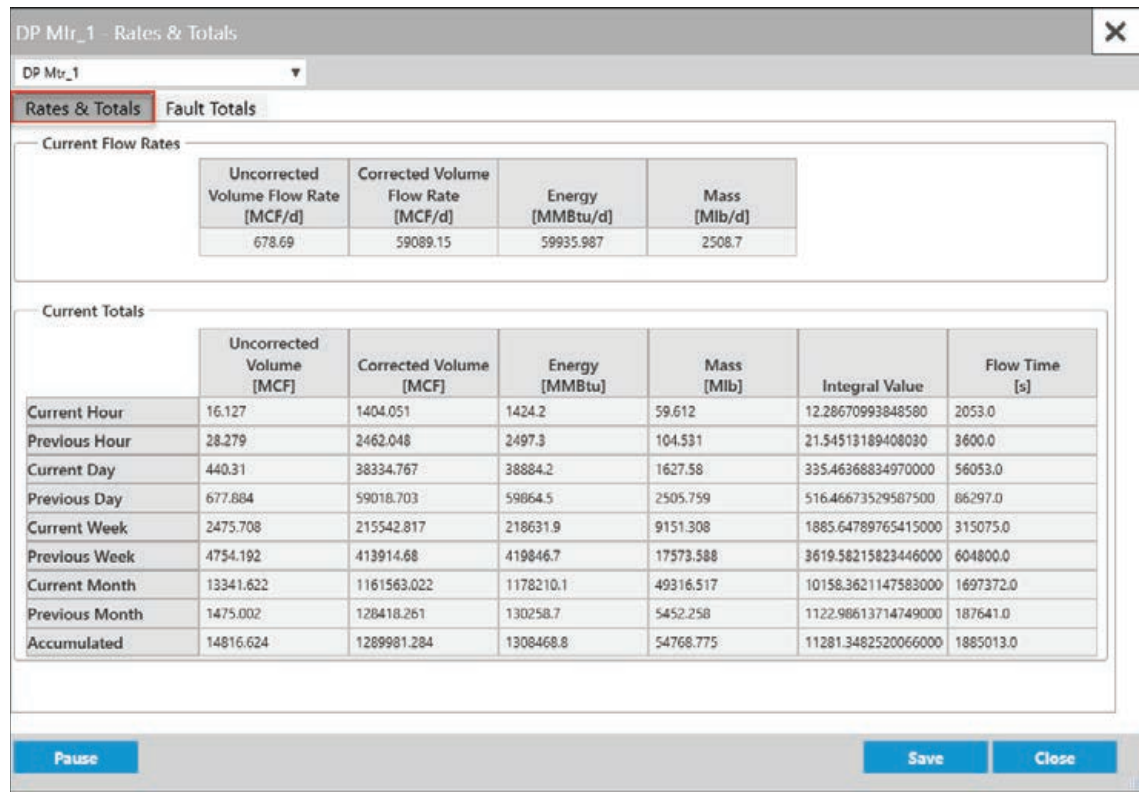 DP Mtr_1 - Rates & Totals
DP Mtr_1
Rates & Totals Fault Totals
Current Flow Rates
Uncorrected Volume Flow Rate [MCF/d] Corrected Volume Flow Rate [MCF/d] Energy [MMBtu/d] Mass [Mlb/d]
678.69 59089.15 59935.987 2508.7
Current Totals
Uncorrected Volume [MCF] Corrected Volume [MCF] Energy [MMBtu] Mass [Mlb] Integral Value Flow Time [s]
Current Hour 16.127 1404.051 1424.2 59.612 12.28670993848580 2053.0
Previous Hour 28.279 2462.048 2497.3 104.531 21.54513189408030 3600.0
Current Day 440.31 38334.767 38884.2 1627.58 335.46368834970000 56053.0
Previous Day 677.884 59018.703 59864.5 2505.759 516.46673529587500 86297.0
Current Week 2475.708 215542.817 218631.9 9151.308 1885.64789765415000 315075.0
Previous Week 4754.192 413914.68 419846.7 17573.588 3619.58215823446000 604800.0
Current Month 13341.622 1161563.022 1178210.1 49316.517 10158.3621147583000 1697372.0
Previous Month 1475.002 128418.261 130258.7 5452.258 1122.98613714749000 187641.0
Accumulated 14816.624 1289981.284 1308468.8 54768.775 11281.3482520066000 1885013.0
Pause Save Close